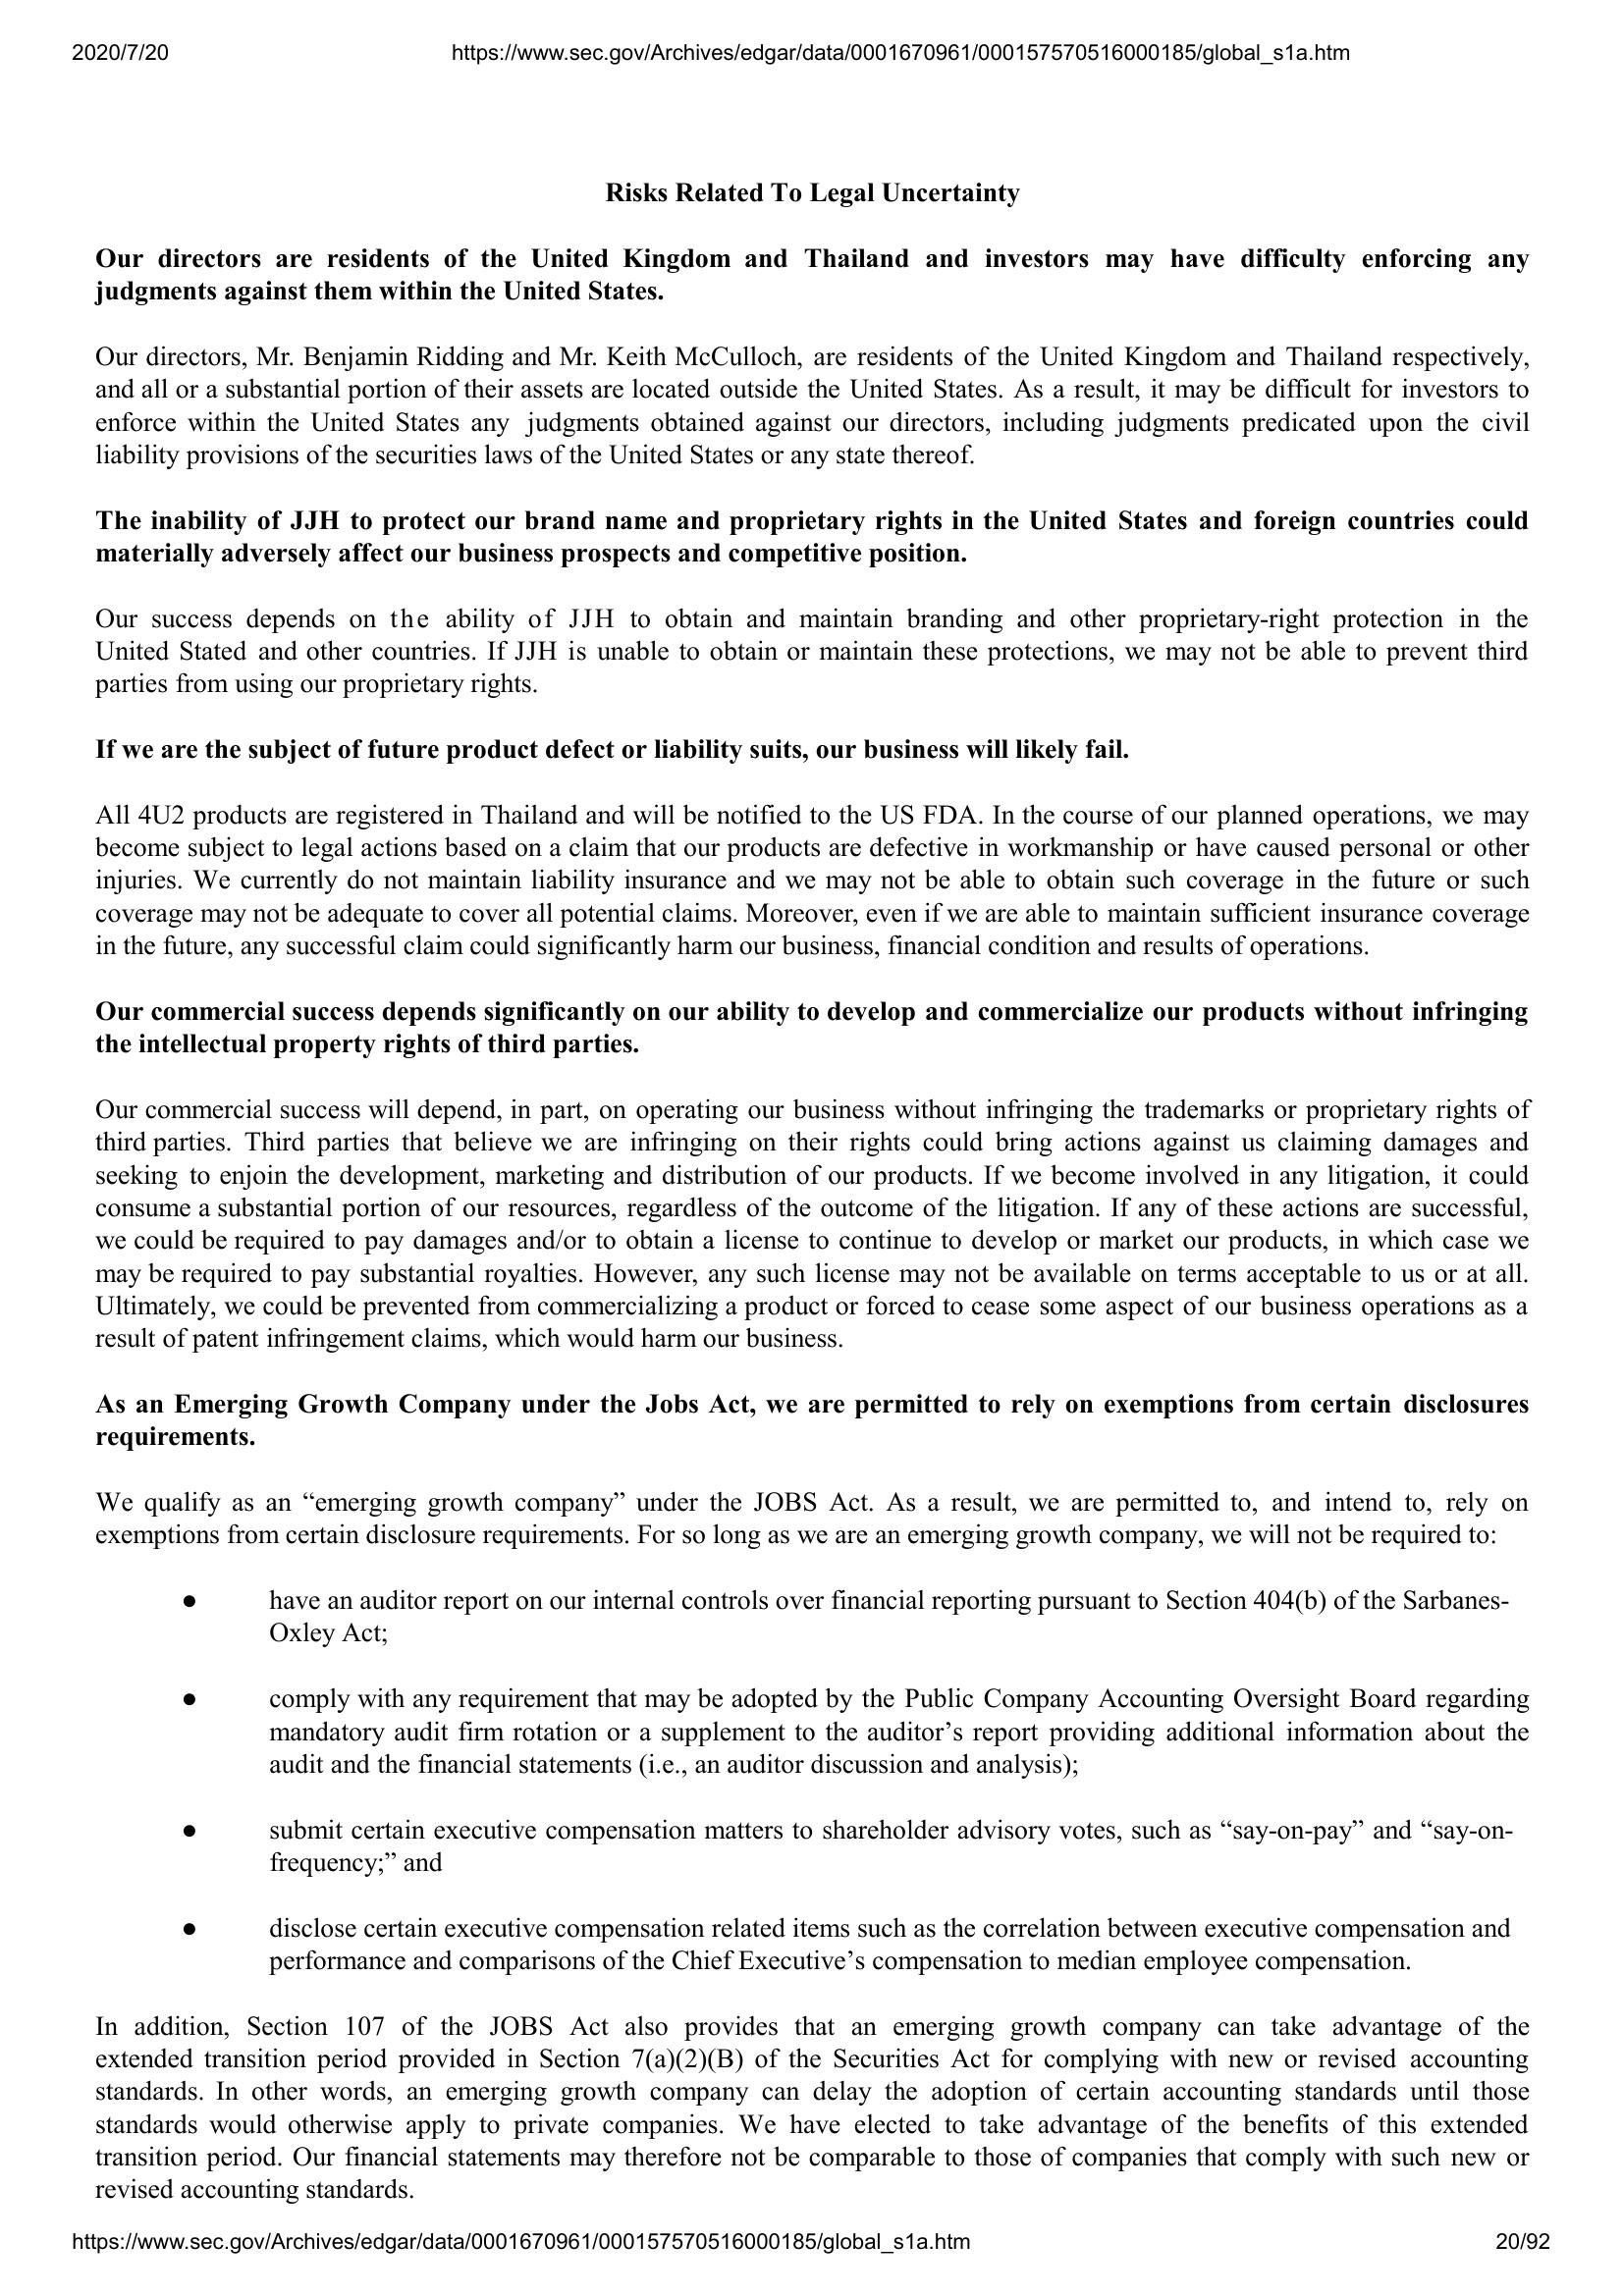 2020/7/20 https://www.sec.gov/Archives/edgar/data/0001670961/000157570516000185/global_s1a.htm
Risks Related To Legal Uncertainty
Our directors are residents of the United Kingdom and Thailand and investors may have difficulty enforcing any
judgments against them within the United States.
Our directors, Mr. Benjamin Ridding and Mr. Keith McCulloch, are residents of the United Kingdom and Thailand respectively,
and all or a substantial portion of their assets are located outside the United States. As a result, it may be difficult for investors to
enforce within the United States any judgments obtained against our directors, including judgments predicated upon the civil
liability provisions of the securities laws of the United States or any state thereof.
The inability of JJH to protect our brand name and proprietary rights in the United States and foreign countries could
materially adversely affect our business prospects and competitive position.
Our success depends on the ability of JJH to obtain and maintain branding and other proprietary-right protection in the
United Stated and other countries. If JJH is unable to obtain or maintain these protections, we may not be able to prevent third
parties from using our proprietary rights.
If we are the subject of future product defect or liability suits, our business will likely fail.
All 4U2 products are registered in Thailand and will be notified to the US FDA. In the course of our planned operations, we may
become subject to legal actions based on a claim that our products are defective in workmanship or have caused personal or other
injuries. We currently do not maintain liability insurance and we may not be able to obtain such coverage in the future or such
coverage may not be adequate to cover all potential claims. Moreover, even if we are able to maintain sufficient insurance coverage
in the future, any successful claim could significantly harm our business, financial condition and results of operations.
Our commercial success depends significantly on our ability to develop and commercialize our products without infringing
the intellectual property rights of third parties.
Our commercial success will depend, in part, on operating our business without infringing the trademarks or proprietary rights of
third parties. Third parties that believe we are infringing on their rights could bring actions against us claiming damages and
seeking to enjoin the development, marketing and distribution of our products. If we become involved in any litigation, it could
consume a substantial portion of our resources, regardless of the outcome of the litigation. If any of these actions are successful,
we could be required to pay damages and/or to obtain a license to continue to develop or market our products, in which case we
may be required to pay substantial royalties. However, any such license may not be available on terms acceptable to us or at all.
Ultimately, we could be prevented from commercializing a product or forced to cease some aspect of our business operations as a
result of patent infringement claims, which would harm our business.
As an Emerging Growth Company under the Jobs Act, we are permitted to rely on exemptions from certain disclosures
requirements.
We qualify as an “emerging growth company” under the JOBS Act. As a result, we are permitted to, and intend to, rely on
exemptions from certain disclosure requirements. For so long as we are an emerging growth company, we will not be required to:
● have an auditor report on our internal controls over financial reporting pursuant to Section 404(b) of the Sarbanes-
Oxley Act;
● comply with any requirement that may be adopted by the Public Company Accounting Oversight Board regarding
mandatory audit firm rotation or a supplement to the auditor’s report providing additional information about the
audit and the financial statements (i.e., an auditor discussion and analysis);
● submit certain executive compensation matters to shareholder advisory votes, such as “say-on-pay” and “say-on-
frequency;” and
● disclose certain executive compensation related items such as the correlation between executive compensation and
performance and comparisons of the Chief Executive’s compensation to median employee compensation.
In addition, Section 107 of the JOBS Act also provides that an emerging growth company can take advantage of the
extended transition period provided in Section 7(a)(2)(B) of the Securities Act for complying with new or revised accounting
standards. In other words, an emerging growth company can delay the adoption of certain accounting standards until those
standards would otherwise apply to private companies. We have elected to take advantage of the benefits of this extended
transition period. Our financial statements may therefore not be comparable to those of companies that comply with such new or
revised accounting standards.
https://www.sec.gov/Archives/edgar/data/0001670961/000157570516000185/global_s1a.htm 20/92